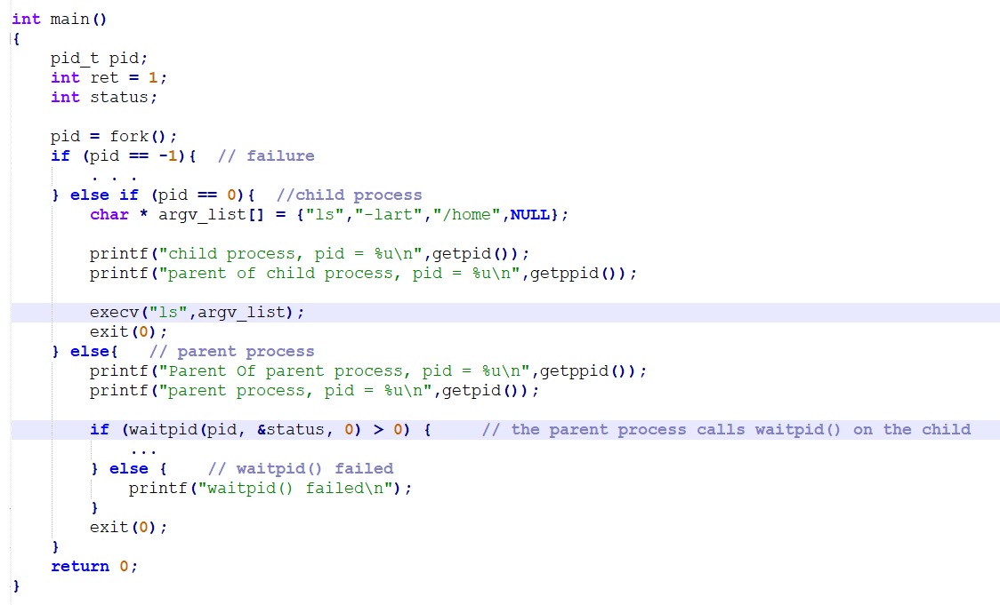 int main()
{
    pid_t pid;
    int ret = 1;
    int status;

    pid = fork();
    if (pid == -1){  // failure
        . . .
    } else if (pid == 0){  //child process
        char * argv_list[] = {"ls","-lart","/home",NULL};

        printf("child process, pid = %u\n",getpid());
        printf("parent of child process, pid = %u\n",getppid());

        execv("ls",argv_list);
        exit(0);
    } else{   // parent process
        printf("Parent Of parent process, pid = %u\n",getppid());
        printf("parent process, pid = %u\n",getpid());

        if (waitpid(pid, &status, 0) > 0) {     // the parent process calls waitpid() on the child
            ...
        } else {    // waitpid() failed
            printf("waitpid() failed\n");
        }
        exit(0);
    }
    return 0;
}